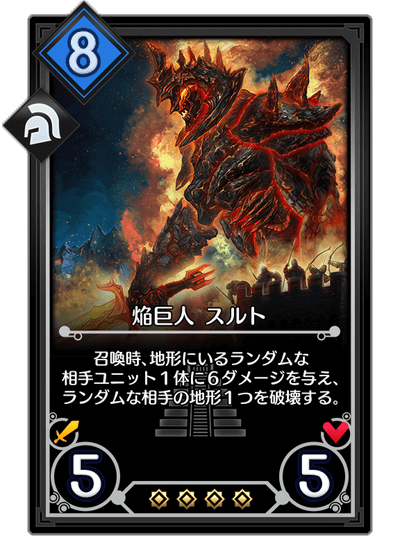 8
焔巨人 スルト
召喚時、地形にいるランダムな
相手ユニット1体に6ダメージを与え、
ランダムな相手の地形1つを破壊する。
5 5